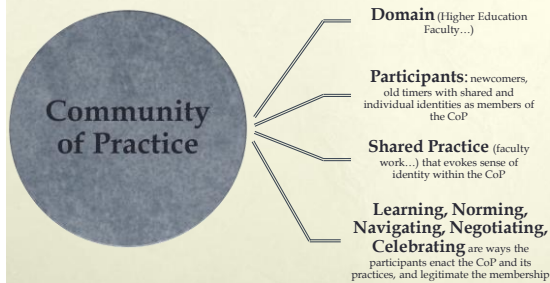 Community
of Practice
Domain (Higher Education
Faculty…)
Participants: newcomers,
old timers with shared and
individual identities as members of
the CoP
Shared Practice (faculty
work…) that evokes sense of
identity within the CoP
Learning, Norming,
Navigating, Negotiating,
Celebrating are ways the
participants enact the CoP and its
practices, and legitimate the membership